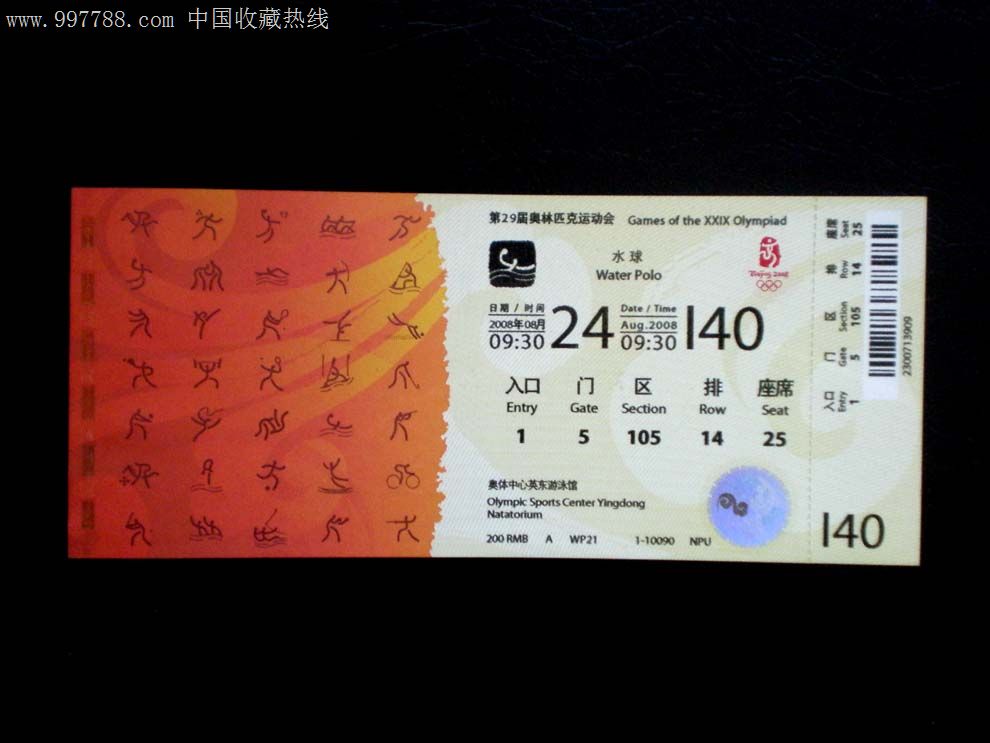 www.997788.com 中国收藏热线
第29届奥林匹克运动会 Games of the XXIX Olympiad
水球
Water Polo
Beijing 2008
日期 / 时间
2008年08月
09:30
24
Date / Time
Aug.2008
09:30
140
入口 门 区 排 座席
Entry Gate Section Row Seat
1 5 105 14 25
奥体中心英东游泳馆
Olympic Sports Center Yingdong
Natatorium
200 RMB A WP21 1-10090 NPU
座席 Seat 25
排 Row 14
区 Section 105
门 Gate 5
入口 Entry 1
2300713909
140